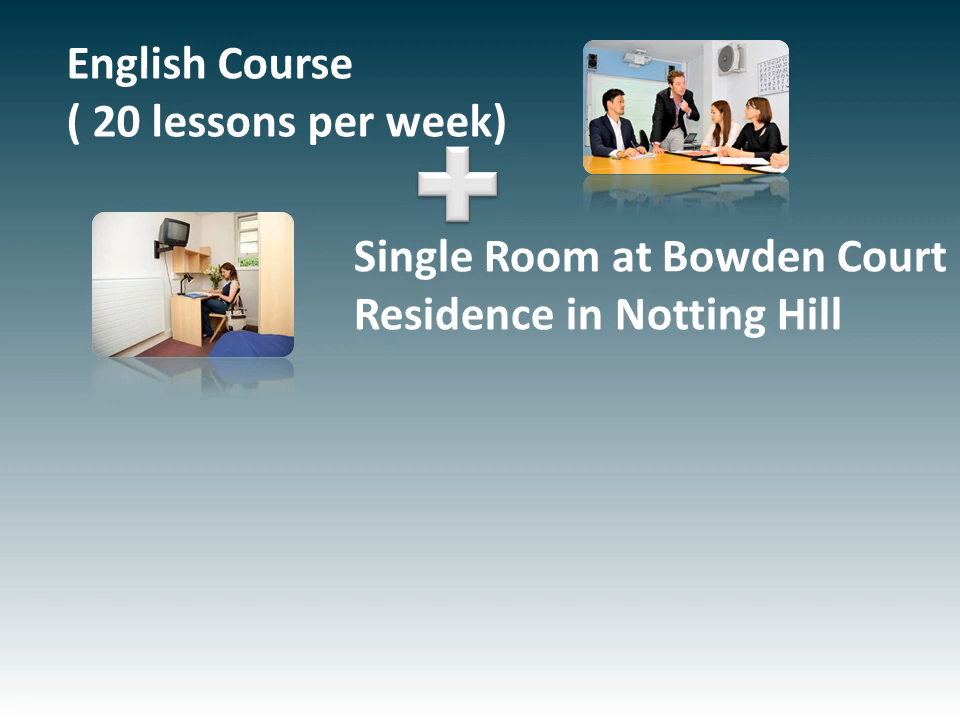 English Course
( 20 lessons per week)
Single Room at Bowden Court
Residence in Notting Hill